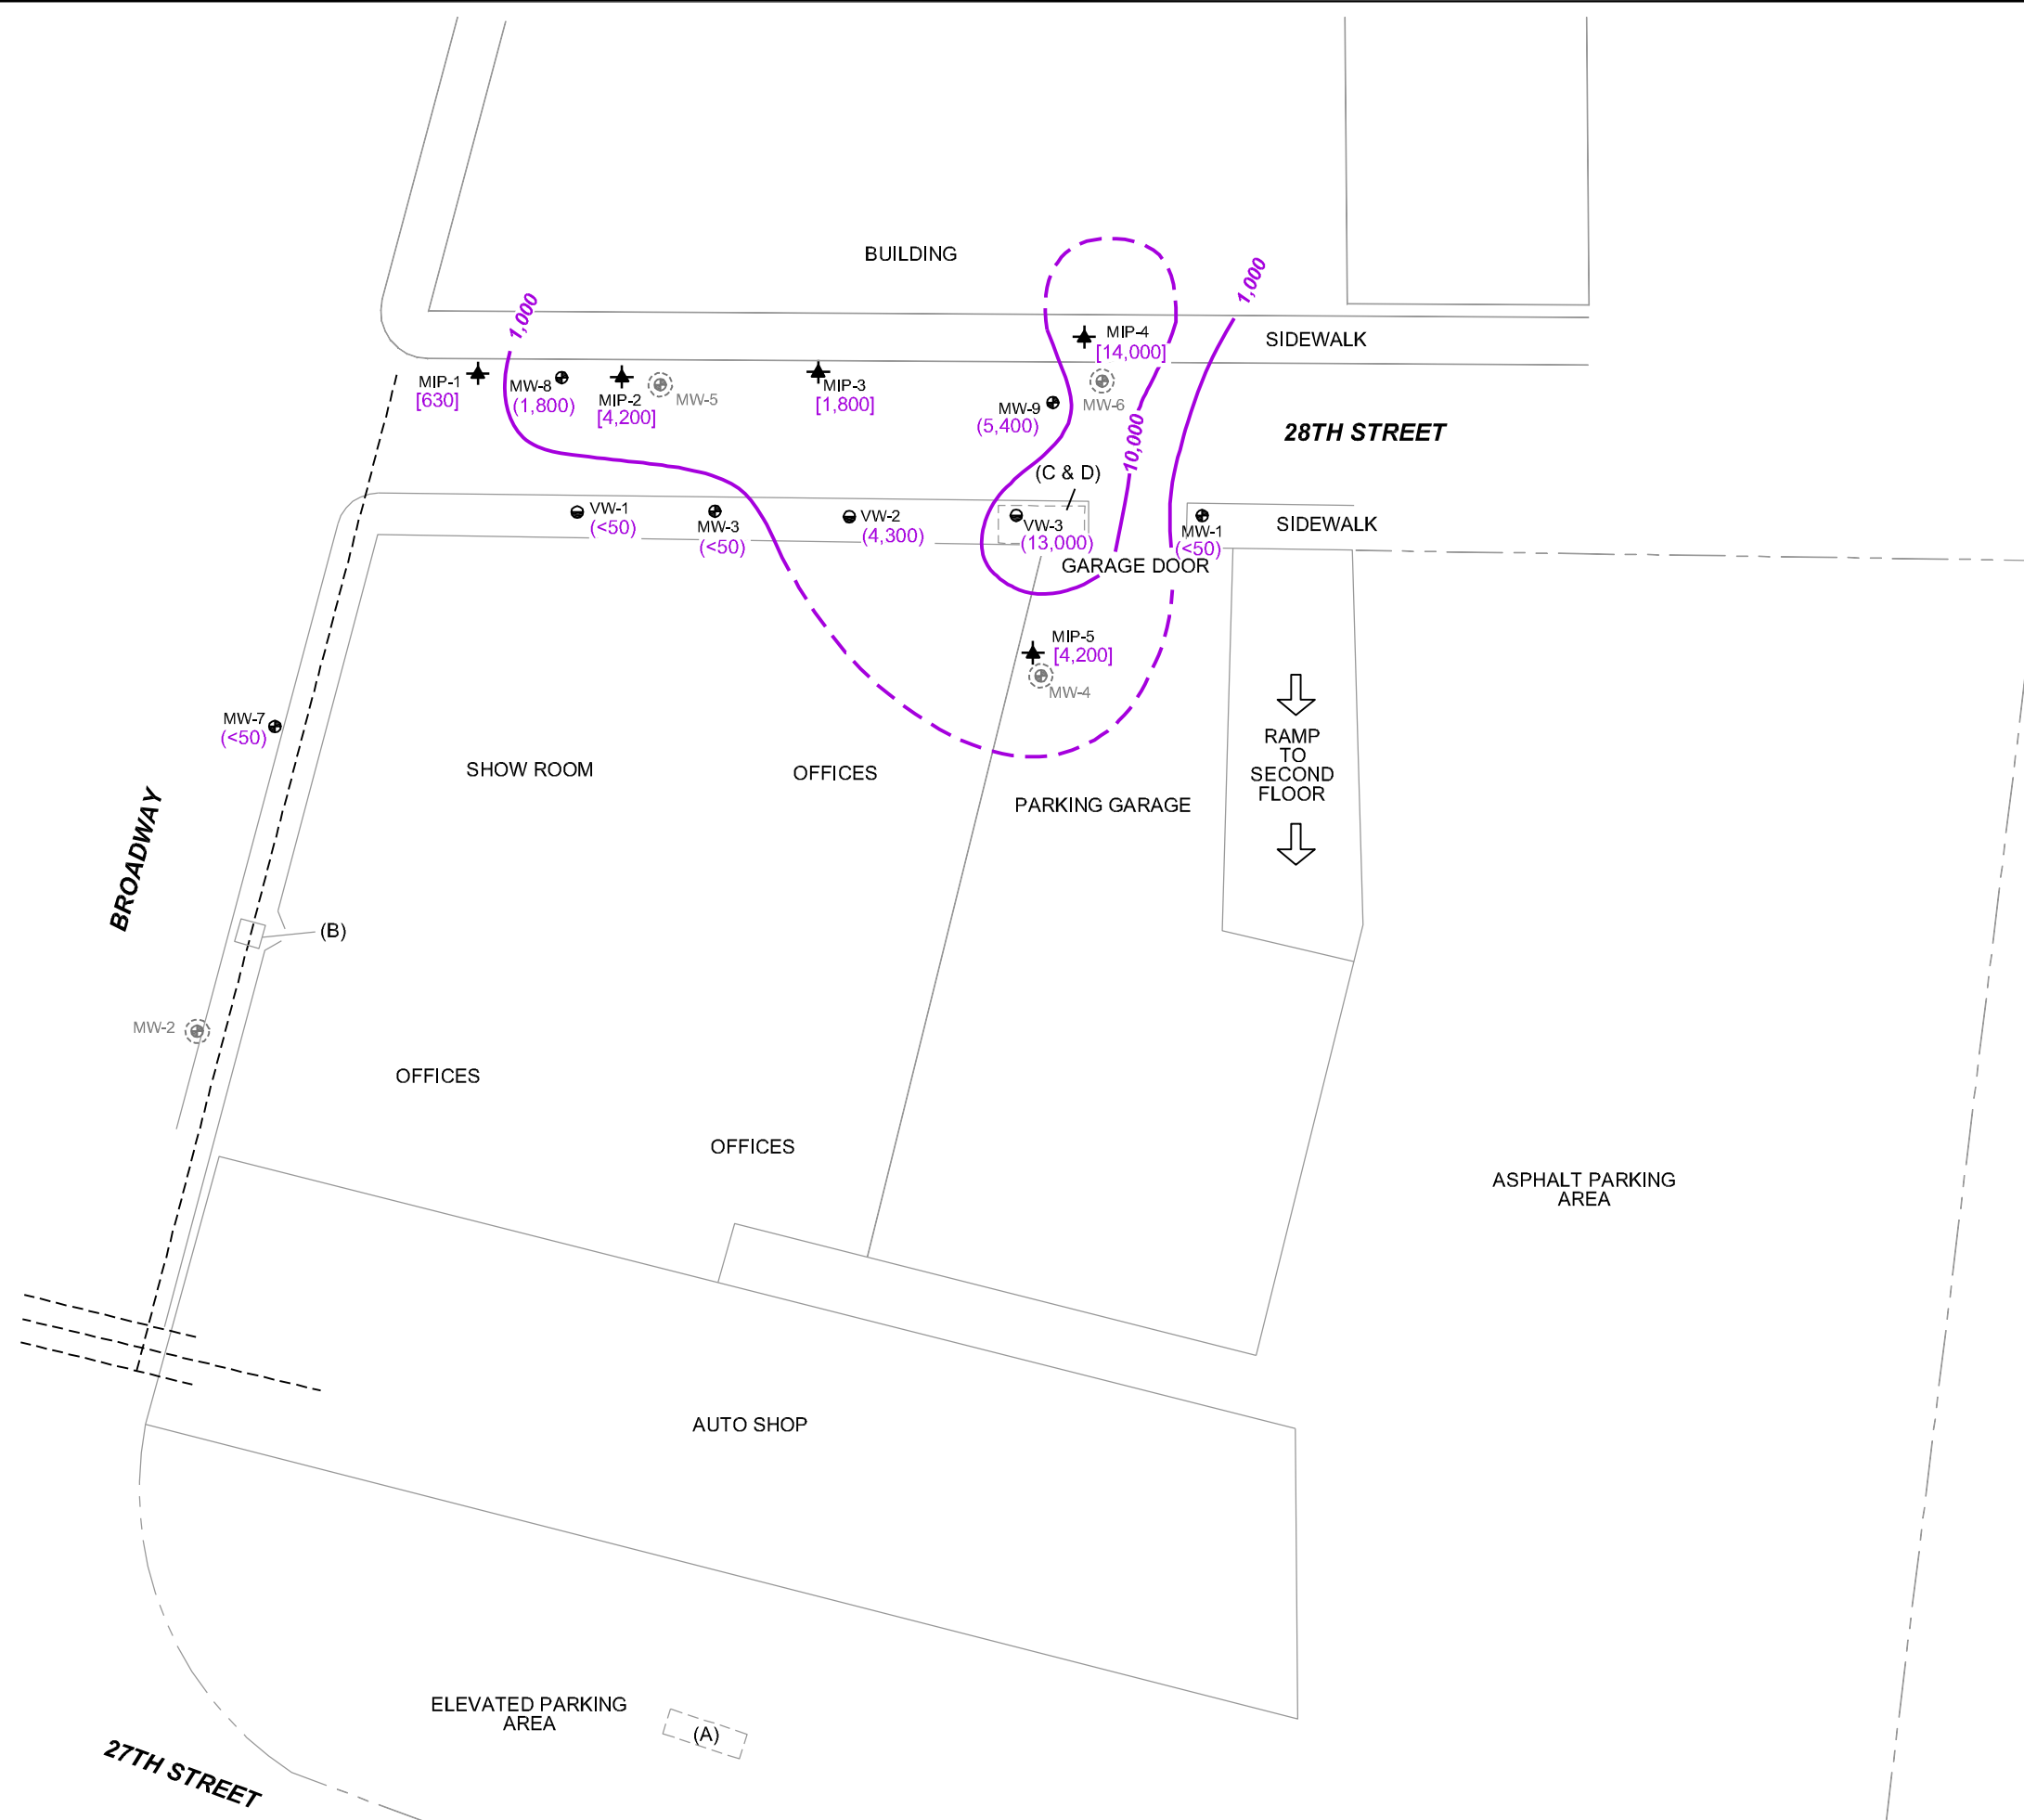 BUILDING
1,000
1,000
SIDEWALK
MIP-4
[14,000]
MIP-1
[630]
MW-8
(1,800)
MIP-2
[4,200]
MW-5
MIP-3
[1,800]
MW-9
(5,400)
MW-6
10,000
28TH STREET
(C & D)
VW-1
(<50)
MW-3
(<50)
VW-2
(4,300)
VW-3
(13,000)
MW-1
(<50)
SIDEWALK
GARAGE DOOR
MIP-5
[4,200]
MW-4
MW-7
(<50)
SHOW ROOM
OFFICES
PARKING GARAGE
RAMP
TO
SECOND
FLOOR
BROADWAY
(B)
MW-2
OFFICES
OFFICES
ASPHALT PARKING
AREA
AUTO SHOP
ELEVATED PARKING
AREA
(A)
27TH STREET